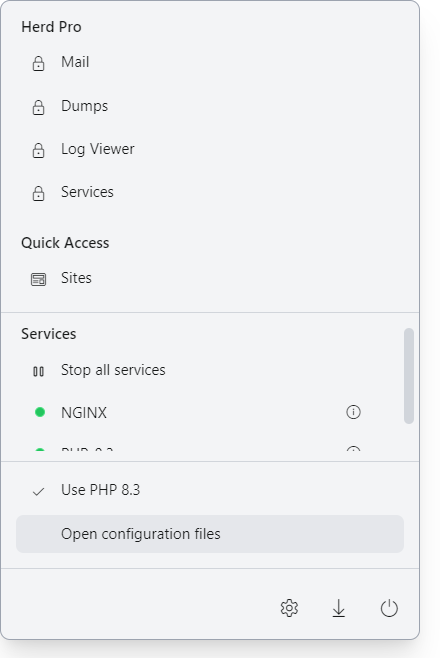 Herd Pro
Mail
Dumps
Log Viewer
Services
Quick Access
Sites
Services
Stop all services
NGINX
Use PHP 8.3
Open configuration files